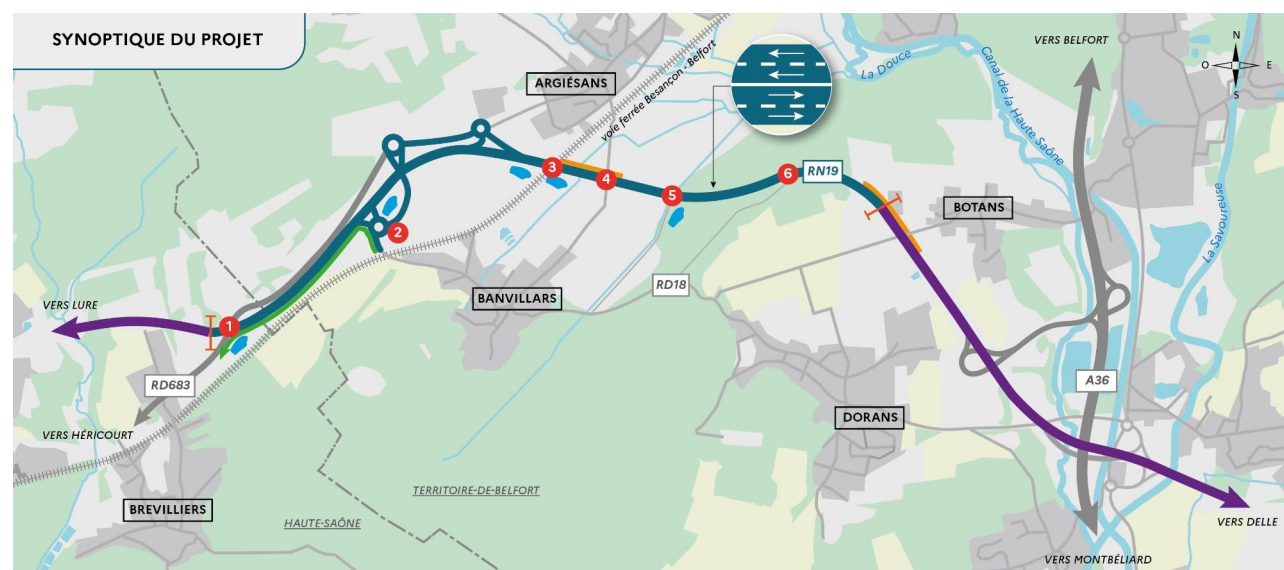 SYNOPTIQUE DU PROJET
VERS BELFORT
N
O
E
S
La Douce
Canal de la Haute Saône
ARGIÉSANS
voie ferrée Besançon - Belfort
La Savoureuse
3
4
5
6
RN19
BOTANS
2
RD18
BANVILLARS
VERS LURE
1
RD683
A36
DORANS
VERS HÉRICOURT
TERRITOIRE-DE-BELFORT
BREVILLIERS
HAUTE-SAÔNE
VERS DELLE
VERS MONTBÉLIARD